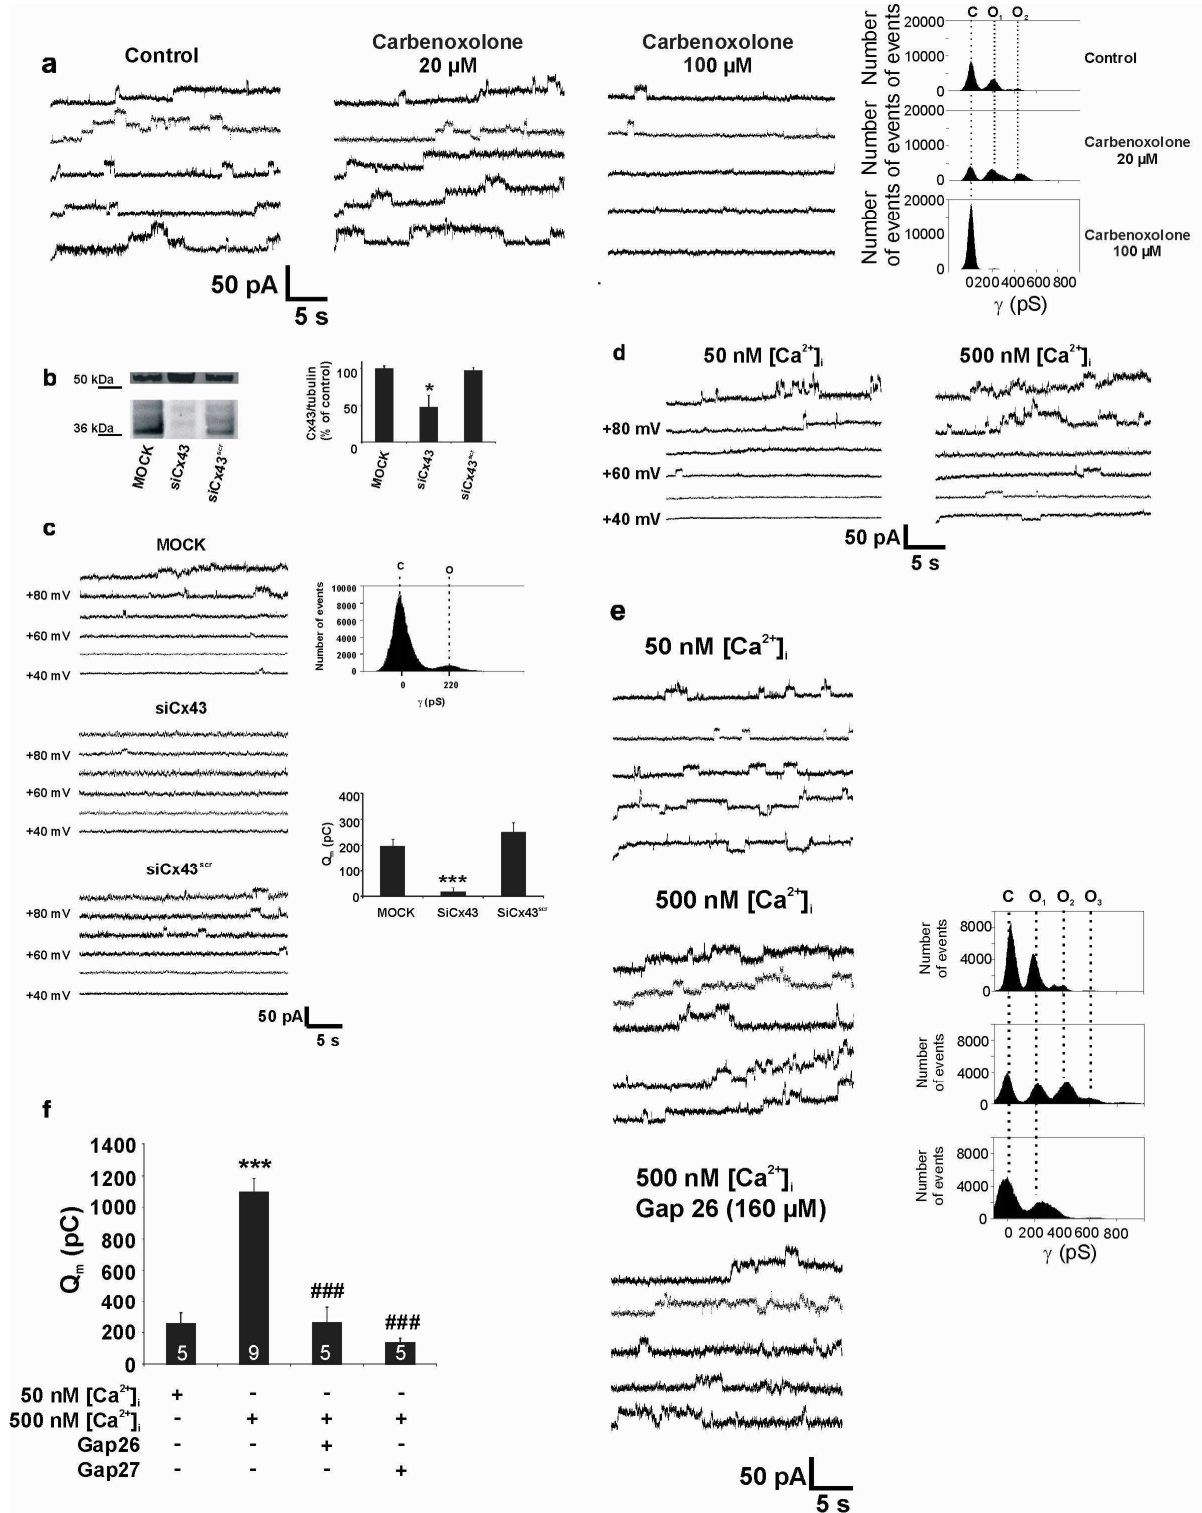 a
Control
Carbenoxolone
20 µM
Carbenoxolone
100 µM
50 pA
5 s
C O1 O2
Number
of events
20000
10000
0
Control
Number
of events
20000
10000
0
Carbenoxolone
20 µM
Number
of events
20000
10000
0
Carbenoxolone
100 µM
0 200 400 600 800
γ (pS)
b
50 kDa
36 kDa
MOCK
siCx43
siCx43scr
Cx43/tubulin
(% of control)
100
50
0
*
MOCK
siCx43
siCx43scr
c
MOCK
+80 mV
+60 mV
+40 mV
siCx43
+80 mV
+60 mV
+40 mV
siCx43scr
+80 mV
+60 mV
+40 mV
50 pA
5 s
C O
Number of events
10000
8000
6000
4000
2000
0
0 220
γ (pS)
Qm (pC)
400
300
200
100
0
***
MOCK SiCx43 SiCx43scr
d
50 nM [Ca2+]i
500 nM [Ca2+]i
+80 mV
+60 mV
+40 mV
50 pA
5 s
e
50 nM [Ca2+]i
500 nM [Ca2+]i
500 nM [Ca2+]i
Gap 26 (160 µM)
50 pA
5 s
C O1 O2 O3
Number
of events
8000
4000
0
Number
of events
8000
4000
0
Number
of events
8000
4000
0
0 200 400 600 800
γ (pS)
f
Qm (pC)
1400
1200
1000
800
600
400
200
0
***
###
###
5 9 5 5
50 nM [Ca2+]i + - - -
500 nM [Ca2+]i - + + +
Gap26 - - + -
Gap27 - - - +